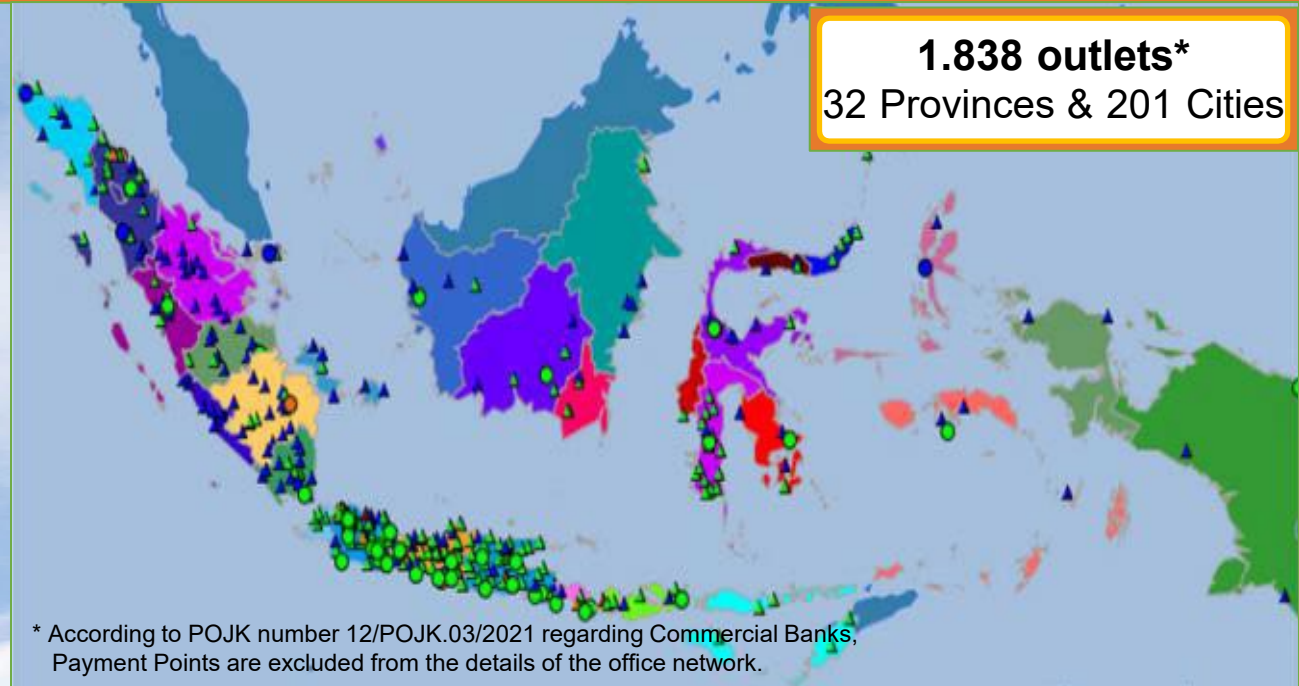 1.838 outlets*
32 Provinces & 201 Cities
* According to POJK number 12/POJK.03/2021 regarding Commercial Banks,
Payment Points are excluded from the details of the office network.